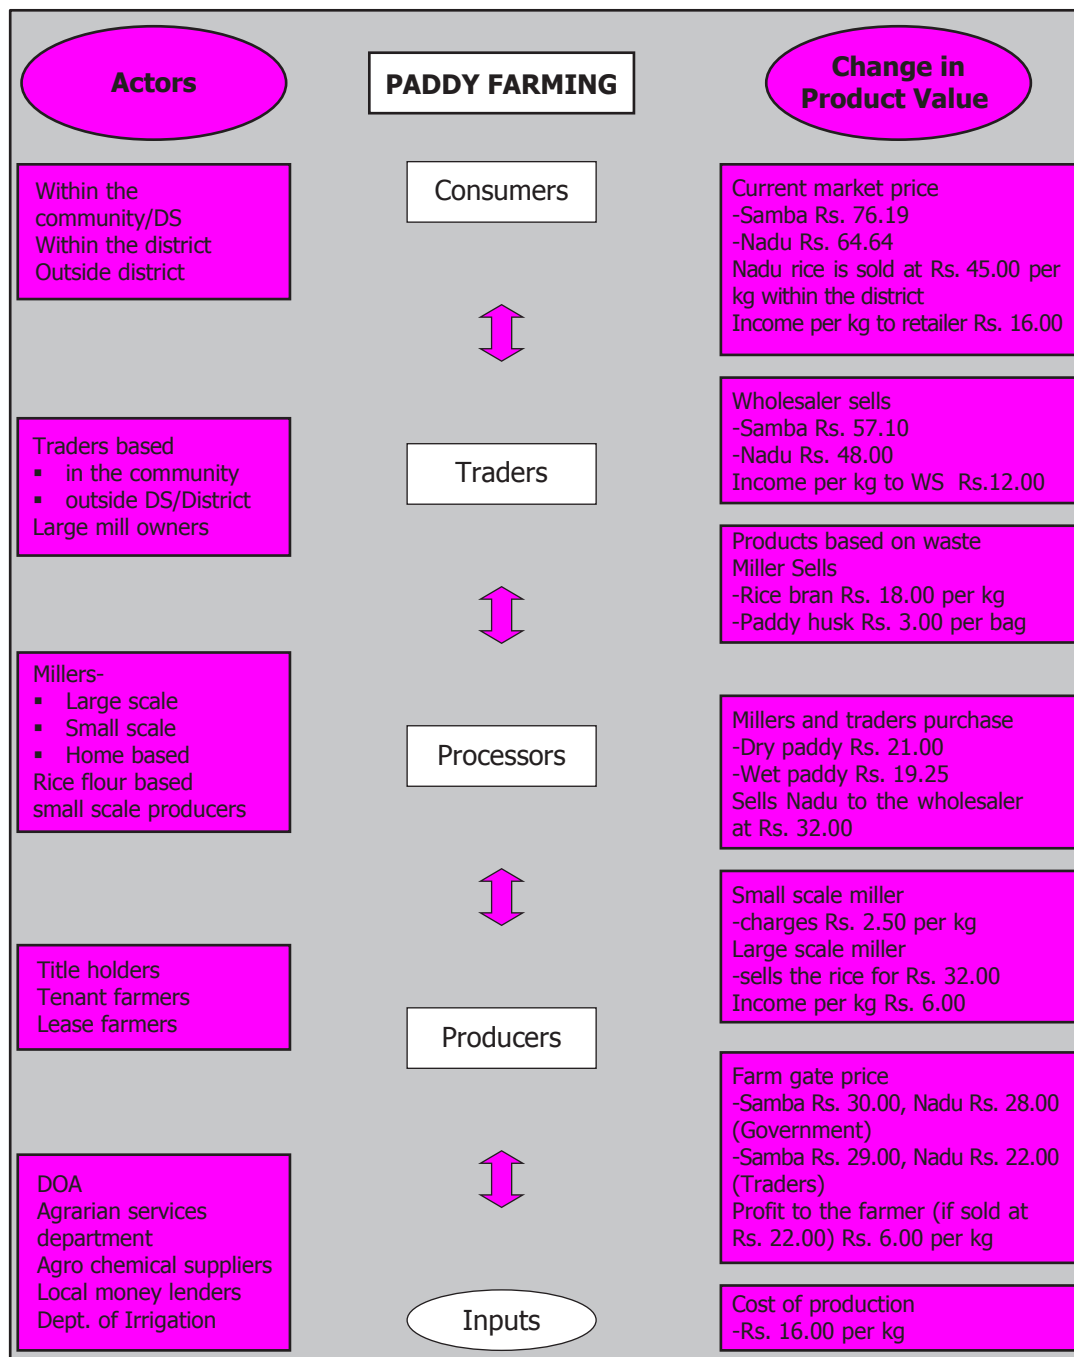 Actors
PADDY FARMING
Change in
Product Value
Within the
community/DS
Within the district
Outside district
Consumers
Current market price
-Samba Rs. 76.19
-Nadu Rs. 64.64
Nadu rice is sold at Rs. 45.00 per
kg within the district
Income per kg to retailer Rs. 16.00
Traders based
▪ in the community
▪ outside DS/District
Large mill owners
Traders
Wholesaler sells
-Samba Rs. 57.10
-Nadu Rs. 48.00
Income per kg to WS Rs.12.00
Products based on waste
Miller Sells
-Rice bran Rs. 18.00 per kg
-Paddy husk Rs. 3.00 per bag
Millers-
▪ Large scale
▪ Small scale
▪ Home based
Rice flour based
small scale producers
Processors
Millers and traders purchase
-Dry paddy Rs. 21.00
-Wet paddy Rs. 19.25
Sells Nadu to the wholesaler
at Rs. 32.00
Small scale miller
-charges Rs. 2.50 per kg
Large scale miller
-sells the rice for Rs. 32.00
Income per kg Rs. 6.00
Title holders
Tenant farmers
Lease farmers
Producers
Farm gate price
-Samba Rs. 30.00, Nadu Rs. 28.00
(Government)
-Samba Rs. 29.00, Nadu Rs. 22.00
(Traders)
Profit to the farmer (if sold at
Rs. 22.00) Rs. 6.00 per kg
DOA
Agrarian services
department
Agro chemical suppliers
Local money lenders
Dept. of Irrigation
Inputs
Cost of production
-Rs. 16.00 per kg